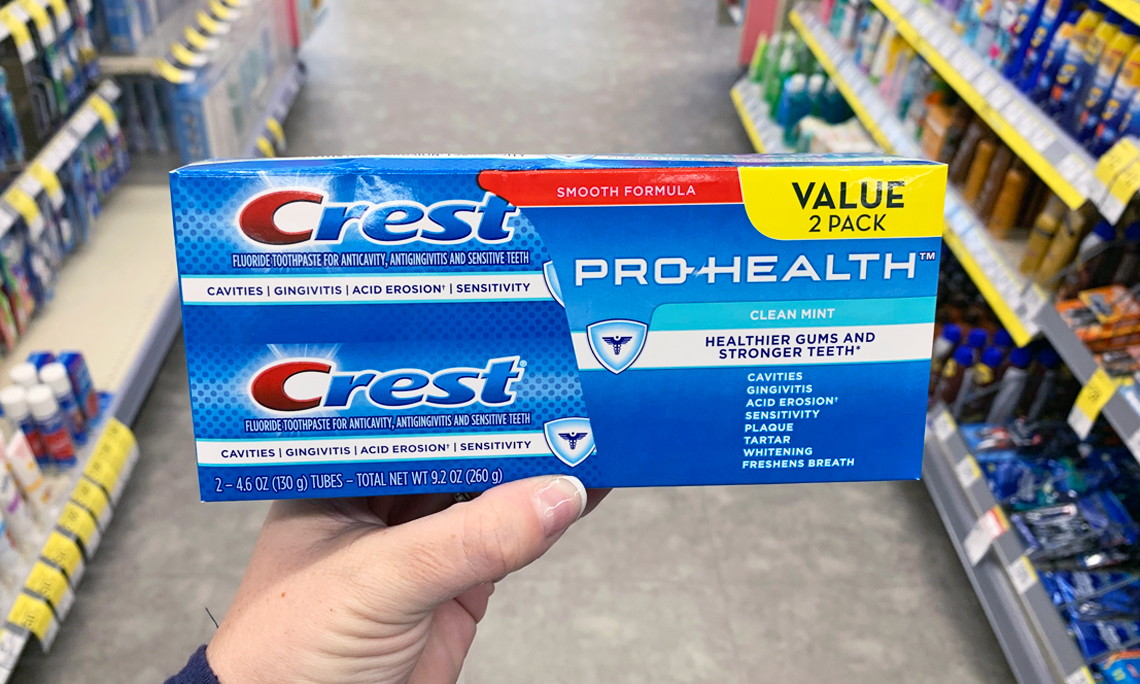 Crest
FLUORIDE TOOTHPASTE FOR ANTICAVITY, ANTIGINGIVITIS AND SENSITIVE TEETH
CAVITIES | GINGIVITIS | ACID EROSION† | SENSITIVITY
Crest
FLUORIDE TOOTHPASTE FOR ANTICAVITY, ANTIGINGIVITIS AND SENSITIVE TEETH
CAVITIES | GINGIVITIS | ACID EROSION† | SENSITIVITY
2 – 4.6 OZ (130 g) TUBES – TOTAL NET WT 9.2 OZ (260 g)
SMOOTH FORMULA
VALUE
2 PACK
PRO-HEALTH™
CLEAN MINT
HEALTHIER GUMS AND
STRONGER TEETH*
CAVITIES
GINGIVITIS
ACID EROSION†
SENSITIVITY
PLAQUE
TARTAR
WHITENING
FRESHENS BREATH